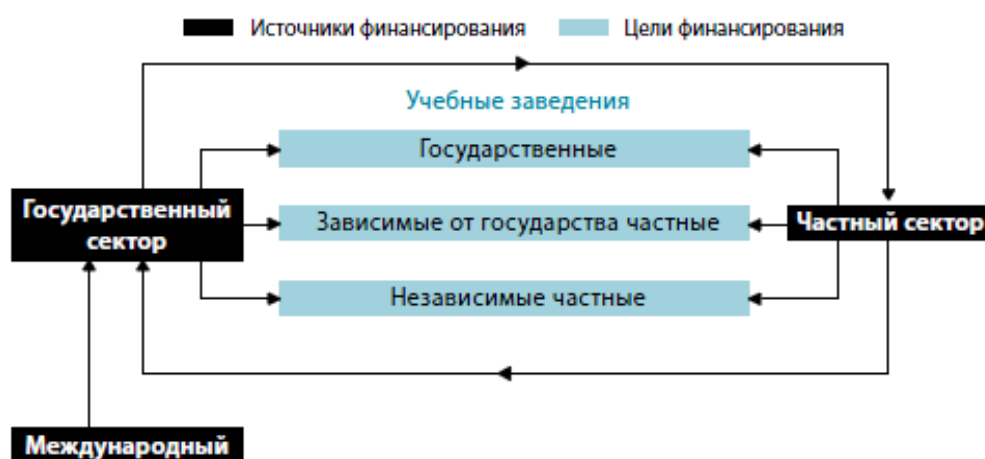 Источники финансирования
Цели финансирования
Учебные заведения
Государственные
Государственный
сектор
Зависимые от государства частные
Частный сектор
Независимые частные
Международный